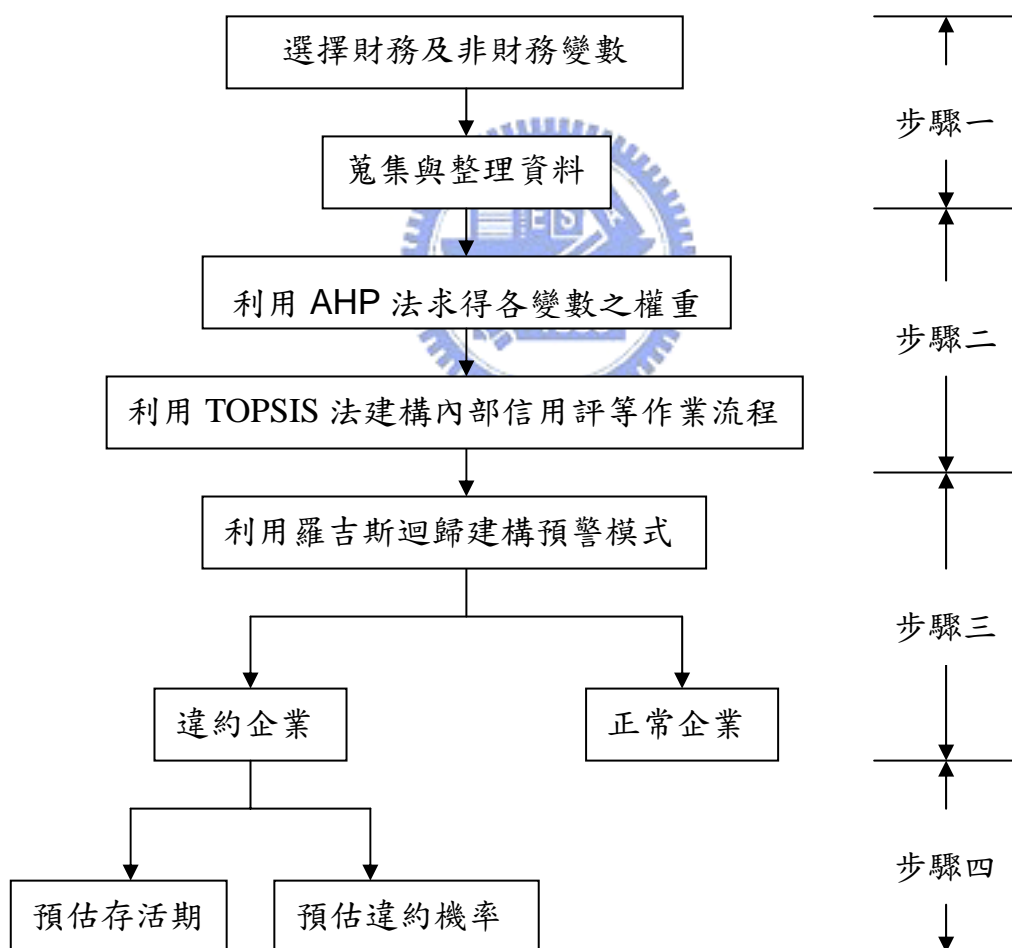 選擇財務及非財務變數
步驟一
蒐集與整理資料
ES
利用 AHP 法求得各變數之權重
步驟二
利用 TOPSIS 法建構內部信用評等作業流程
利用羅吉斯迴歸建構預警模式
步驟三
違約企業
正常企業
步驟四
預估存活期
預估違約機率